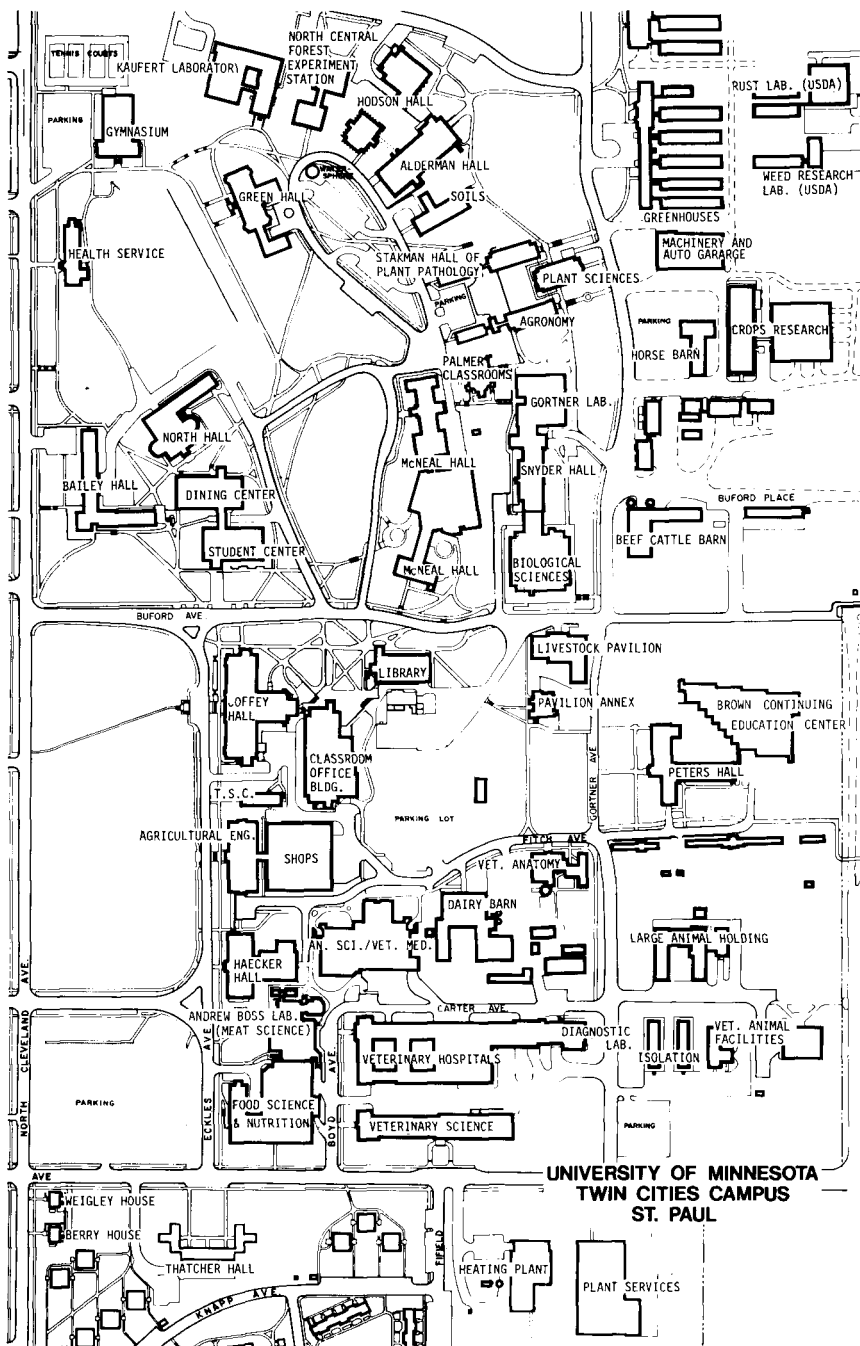 TENNIS COURTS
KAUFERT LABORATORY
NORTH CENTRAL
FOREST
EXPERIMENT
STATION
HODSON HALL
RUST LAB. (USDA)
PARKING
GYMNASIUM
ALDERMAN HALL
WEED RESEARCH
LAB. (USDA)
WATER
SPHERE
GREEN HALL
SOILS
GREENHOUSES
HEALTH SERVICE
STAKMAN HALL OF
PLANT PATHOLOGY
PLANT SCIENCES
MACHINERY AND
AUTO GARARGE
PARKING
AGRONOMY
PARKING
HORSE BARN
CROPS RESEARCH
PALMER
CLASSROOMS
GORTNER LAB.
NORTH HALL
McNEAL HALL
SNYDER HALL
BAILEY HALL
DINING CENTER
BUFORD PLACE
STUDENT CENTER
BEEF CATTLE BARN
McNEAL HALL
BIOLOGICAL
SCIENCES
BUFORD AVE.
LIVESTOCK PAVILION
LIBRARY
COFFEY
HALL
PAVILION ANNEX
BROWN CONTINUING
EDUCATION CENTER
CLASSROOM
OFFICE
BLDG.
GORTNER AVE
PETERS HALL
T.S.C.
PARKING LOT
AGRICULTURAL ENG.
SHOPS
FITCH AVE
VET. ANATOMY
DAIRY BARN
AN. SCI./VET. MED.
LARGE ANIMAL HOLDING
HAECKER
HALL
CARTER AVE.
ANDREW BOSS LAB.
(MEAT SCIENCE)
DIAGNOSTIC
LAB.
VET. ANIMAL
FACILITIES
VETERINARY HOSPITALS
ISOLATION
NORTH CLEVELAND AVE.
PARKING
ECKLES AVE
FOOD SCIENCE
& NUTRITION
BOYD AVE.
VETERINARY SCIENCE
PARKING
AVE
UNIVERSITY OF MINNESOTA
TWIN CITIES CAMPUS
ST. PAUL
WEIGLEY HOUSE
BERRY HOUSE
THATCHER HALL
FIFIELD
HEATING PLANT
PLANT SERVICES
KNAPP AVE.